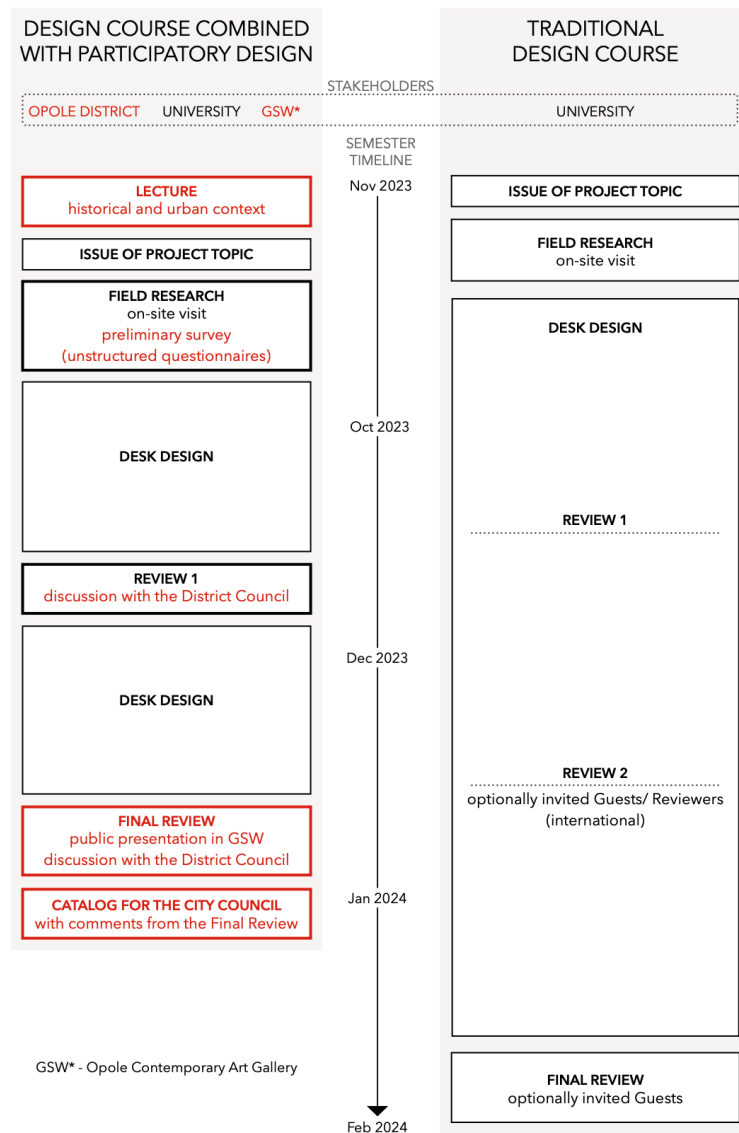 DESIGN COURSE COMBINED
WITH PARTICIPATORY DESIGN
TRADITIONAL
DESIGN COURSE
STAKEHOLDERS
OPOLE DISTRICT UNIVERSITY GSW*
UNIVERSITY
SEMESTER
TIMELINE
LECTURE
historical and urban context
ISSUE OF PROJECT TOPIC
FIELD RESEARCH
on-site visit
preliminary survey
(unstructured questionnaires)
DESK DESIGN
REVIEW 1
discussion with the District Council
DESK DESIGN
FINAL REVIEW
public presentation in GSW
discussion with the District Council
CATALOG FOR THE CITY COUNCIL
with comments from the Final Review
GSW* - Opole Contemporary Art Gallery
Nov 2023
Oct 2023
Dec 2023
Jan 2024
Feb 2024
ISSUE OF PROJECT TOPIC
FIELD RESEARCH
on-site visit
DESK DESIGN
REVIEW 1
REVIEW 2
optionally invited Guests/ Reviewers
(international)
FINAL REVIEW
optionally invited Guests